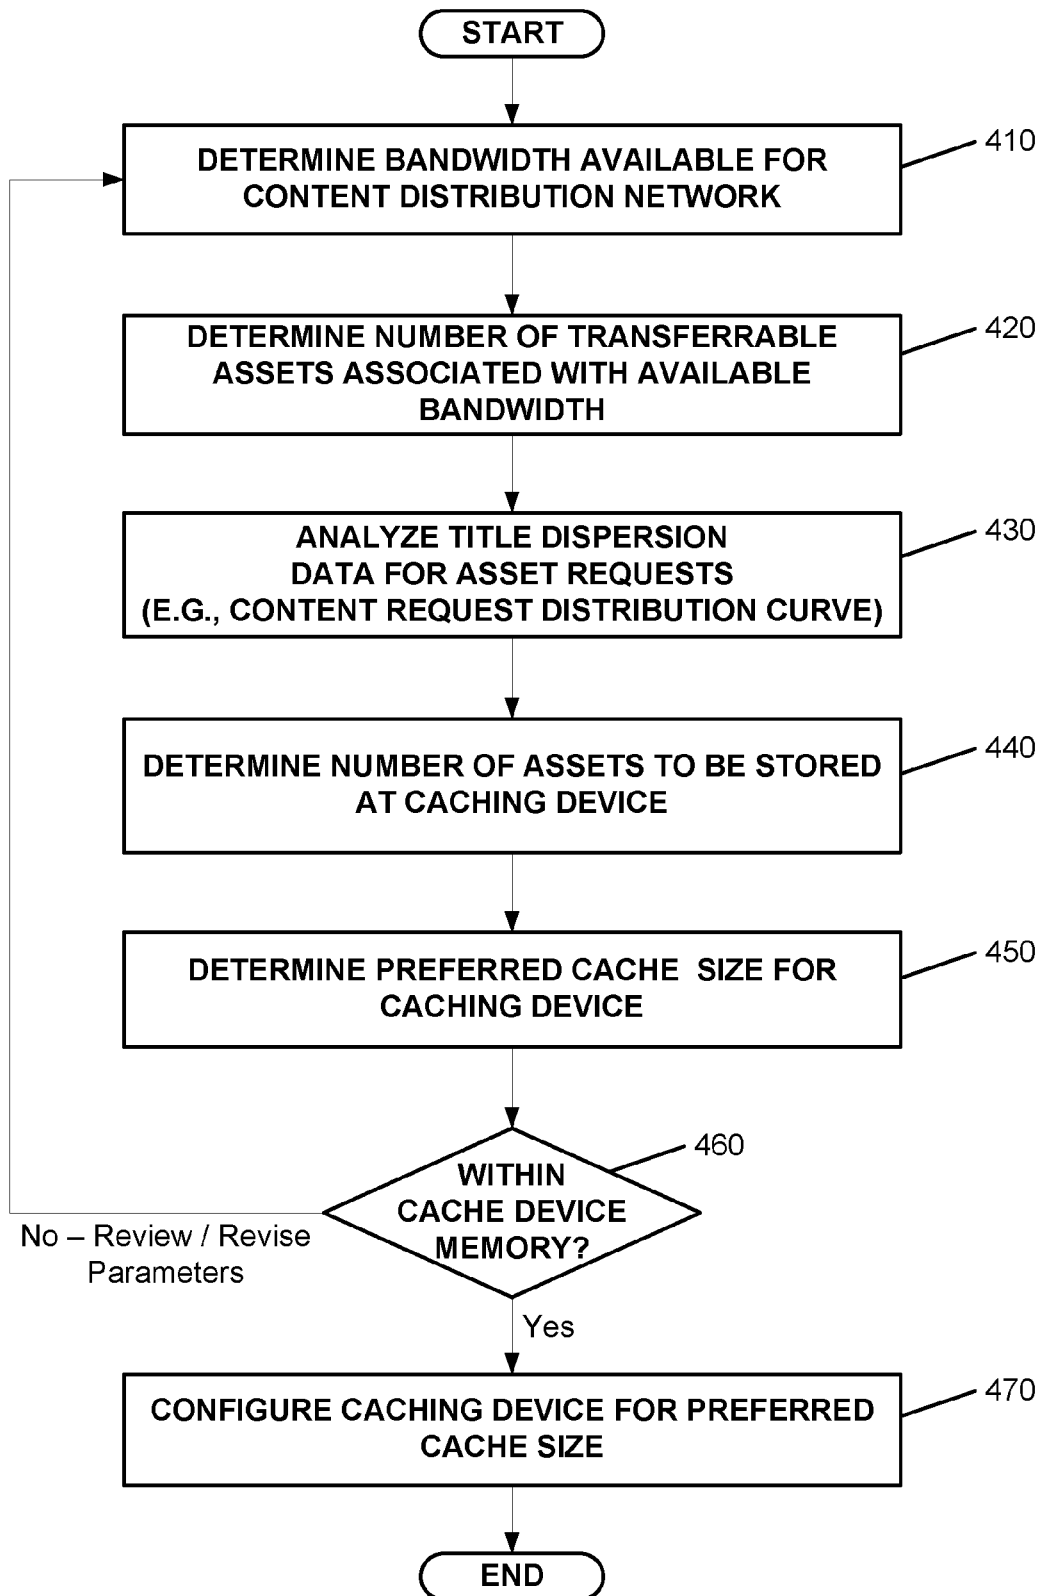 START
DETERMINE BANDWIDTH AVAILABLE FOR
CONTENT DISTRIBUTION NETWORK
410
DETERMINE NUMBER OF TRANSFERRABLE
ASSETS ASSOCIATED WITH AVAILABLE
BANDWIDTH
420
ANALYZE TITLE DISPERSION
DATA FOR ASSET REQUESTS
(E.G., CONTENT REQUEST DISTRIBUTION CURVE)
430
DETERMINE NUMBER OF ASSETS TO BE STORED
AT CACHING DEVICE
440
DETERMINE PREFERRED CACHE SIZE FOR
CACHING DEVICE
450
WITHIN
CACHE DEVICE
MEMORY?
460
No – Review / Revise
Parameters
Yes
CONFIGURE CACHING DEVICE FOR PREFERRED
CACHE SIZE
470
END